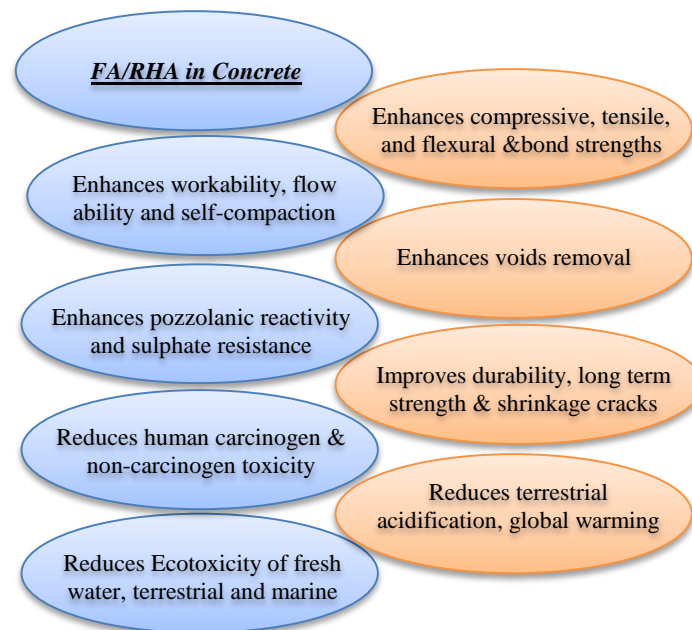 FA/RHA in Concrete
Enhances compressive, tensile,
and flexural &bond strengths
Enhances workability, flow
ability and self-compaction
Enhances voids removal
Enhances pozzolanic reactivity
and sulphate resistance
Improves durability, long term
strength & shrinkage cracks
Reduces human carcinogen &
non-carcinogen toxicity
Reduces terrestrial
acidification, global warming
Reduces Ecotoxicity of fresh
water, terrestrial and marine